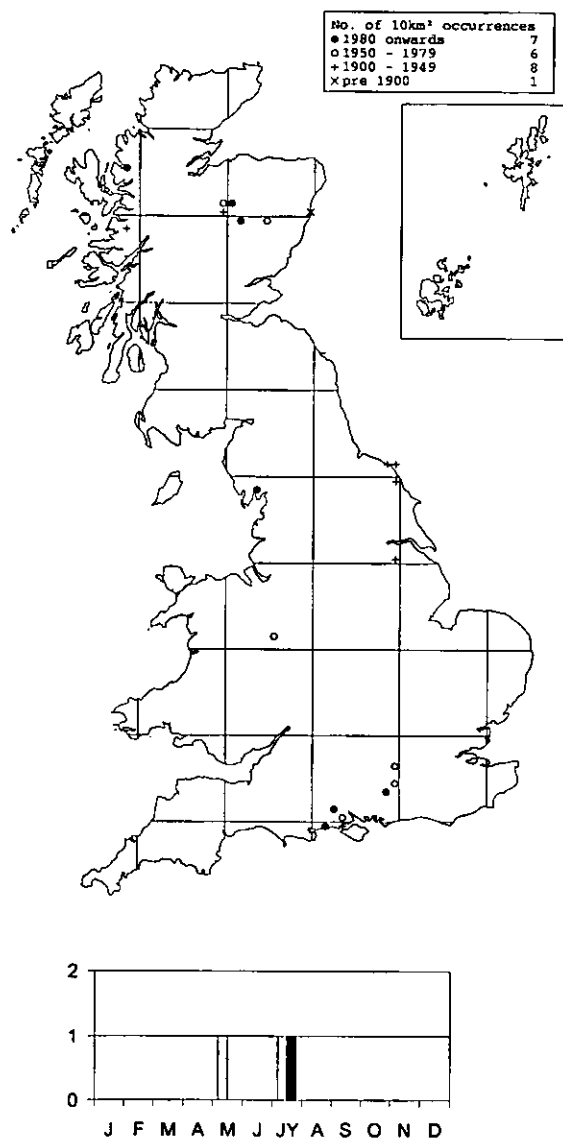 No. of 10km² occurrences
● 1980 onwards 7
○ 1950 - 1979 6
+ 1900 - 1949 8
× pre 1900 1
2
1
0
J F M A M J JY A S O N D